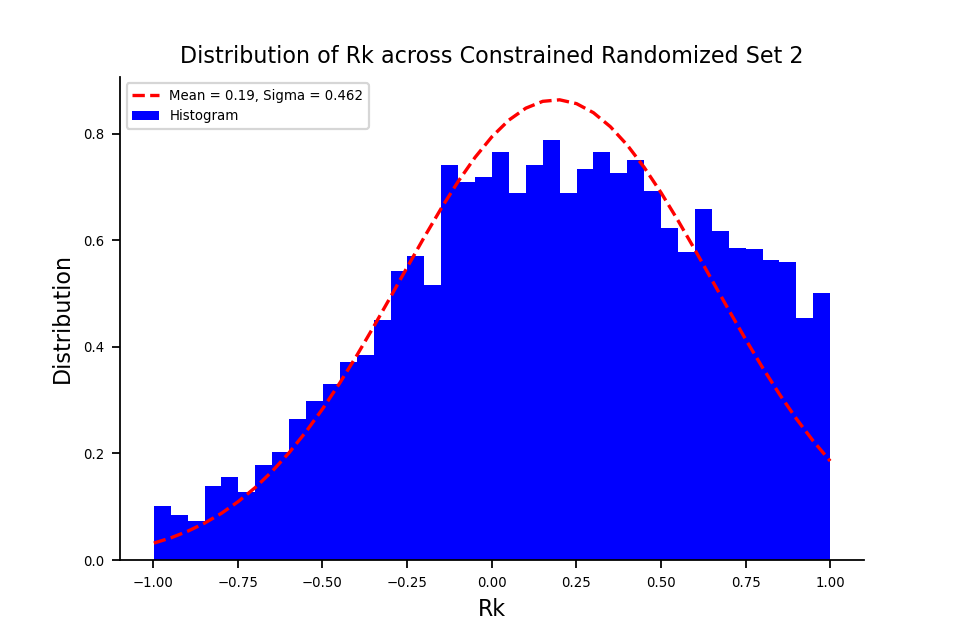 Distribution of Rk across Constrained Randomized Set 2
Mean = 0.19, Sigma = 0.462
Histogram
Distribution
0.8
0.6
0.4
0.2
0.0
−1.00
−0.75
−0.50
−0.25
0.00
0.25
0.50
0.75
1.00
Rk